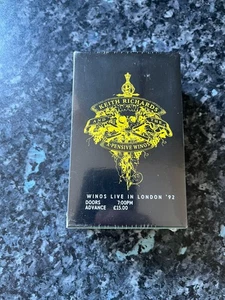 KEITH RICHARDS
X-PENSIVE WINOS
WINOS LIVE IN LONDON '92
DOORS 7:00PM
ADVANCE £15.00